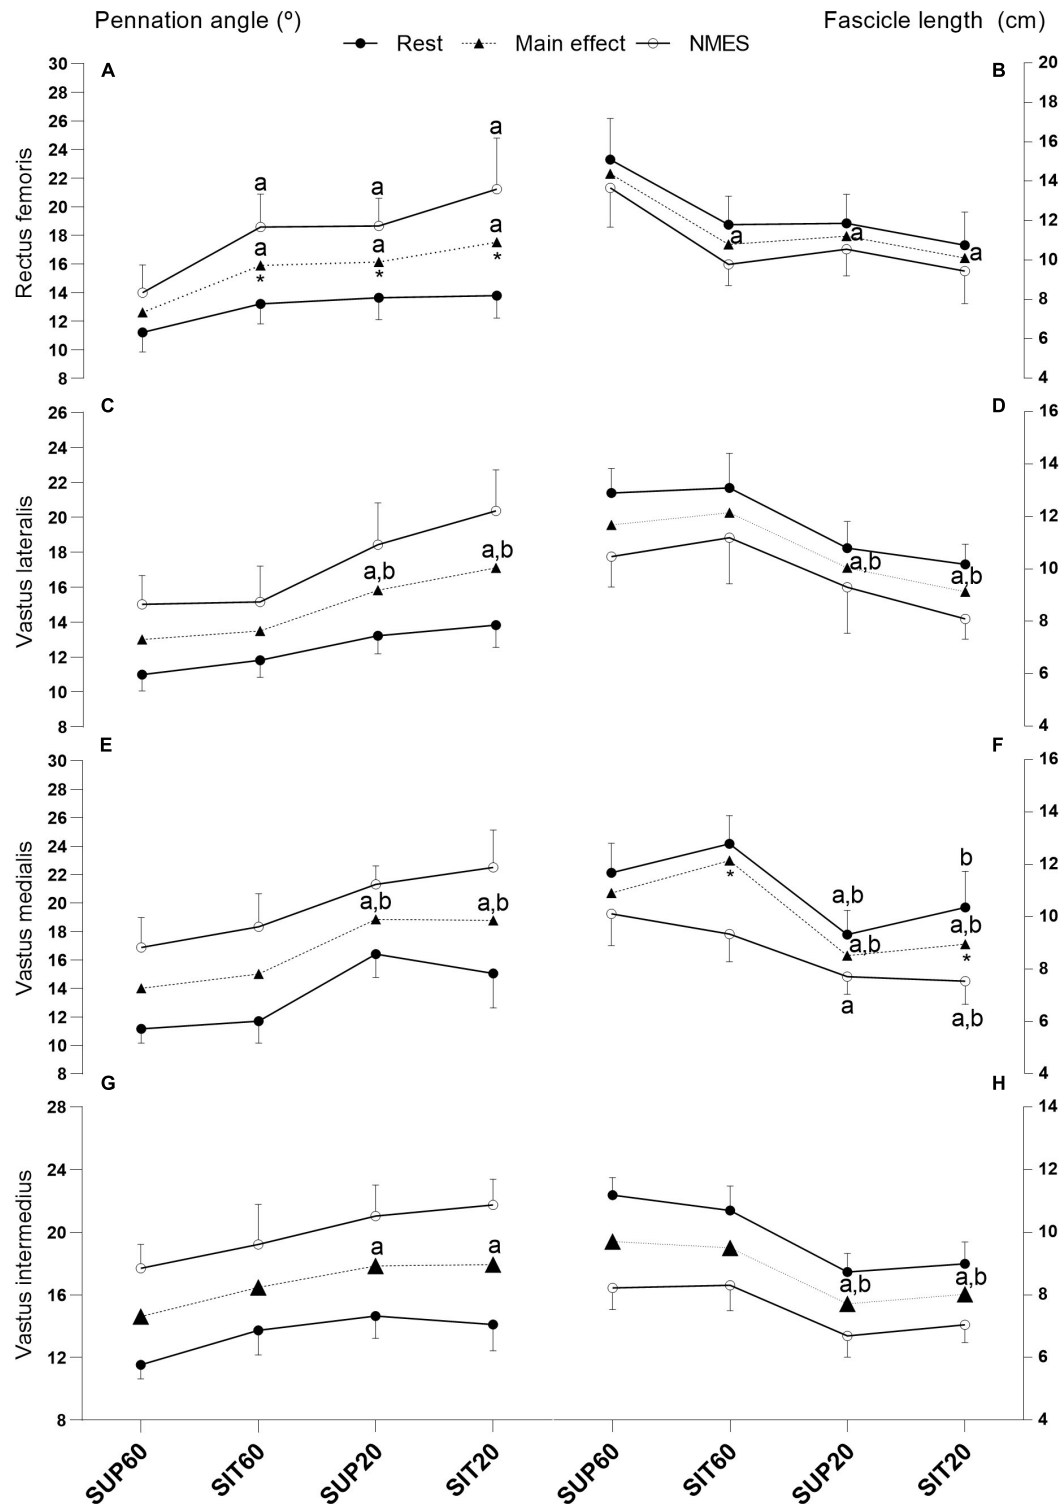 Pennation angle (º) Fascicle length (cm)
Rest Main effect NMES
A
30
28
26
24
22
20
18
16
14
12
10
8
Rectus femoris
a
a
a
a
a
a
*
*
*
B
20
18
16
14
12
10
8
6
4
a
a
a
C
26
24
22
20
18
16
14
12
10
8
Vastus lateralis
a,b
a,b
D
16
14
12
10
8
6
4
a,b
a,b
E
30
28
26
24
22
20
18
16
14
12
10
8
Vastus medialis
a,b
a,b
F
16
14
12
10
8
6
4
*
a,b
a,b
a
b
a,b
*
a,b
G
28
24
20
16
12
8
Vastus intermedius
a
a
H
14
12
10
8
6
4
a,b
a,b
SUP60 SIT60 SUP20 SIT20 SUP60 SIT60 SUP20 SIT20